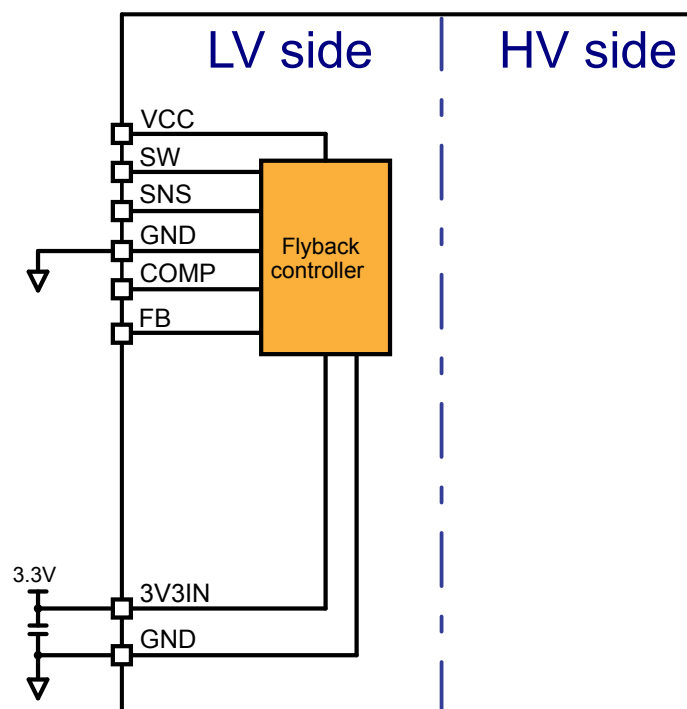 LV side
HV side
VCC
SW
SNS
GND
COMP
FB
Flyback
controller
3.3V
3V3IN
GND